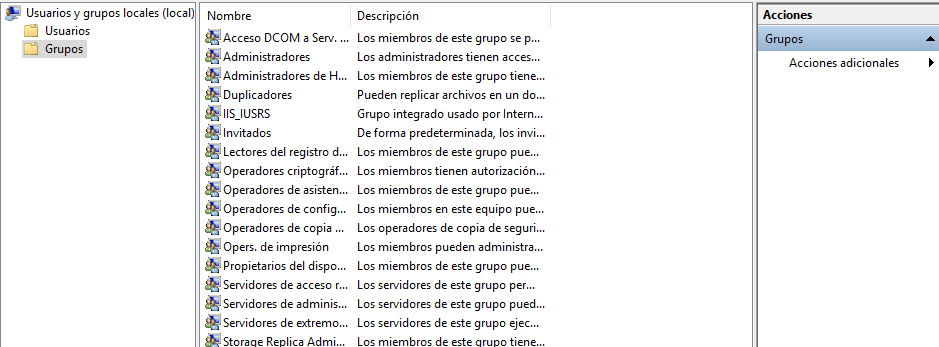 Usuarios y grupos locales (local)
Usuarios
Grupos
Nombre Descripción
Acceso DCOM a Serv. ... Los miembros de este grupo se p...
Administradores Los administradores tienen acces...
Administradores de H... Los miembros de este grupo tiene...
Duplicadores Pueden replicar archivos en un do...
IIS_IUSRS Grupo integrado usado por Intern...
Invitados De forma predeterminada, los invi...
Lectores del registro d... Los miembros de este grupo pue...
Operadores criptográf... Los miembros tienen autorización...
Operadores de asisten... Los miembros de este grupo pue...
Operadores de config... Los miembros en este equipo pue...
Operadores de copia ... Los operadores de copia de seguri...
Opers. de impresión Los miembros pueden administra...
Propietarios del dispo... Los miembros de este grupo pue...
Servidores de acceso r... Los servidores de este grupo per...
Servidores de adminis... Los servidores de este grupo pued...
Servidores de extremo... Los servidores de este grupo ejec...
Storage Replica Admi... Los miembros de este grupo tiene...
Acciones
Grupos
Acciones adicionales